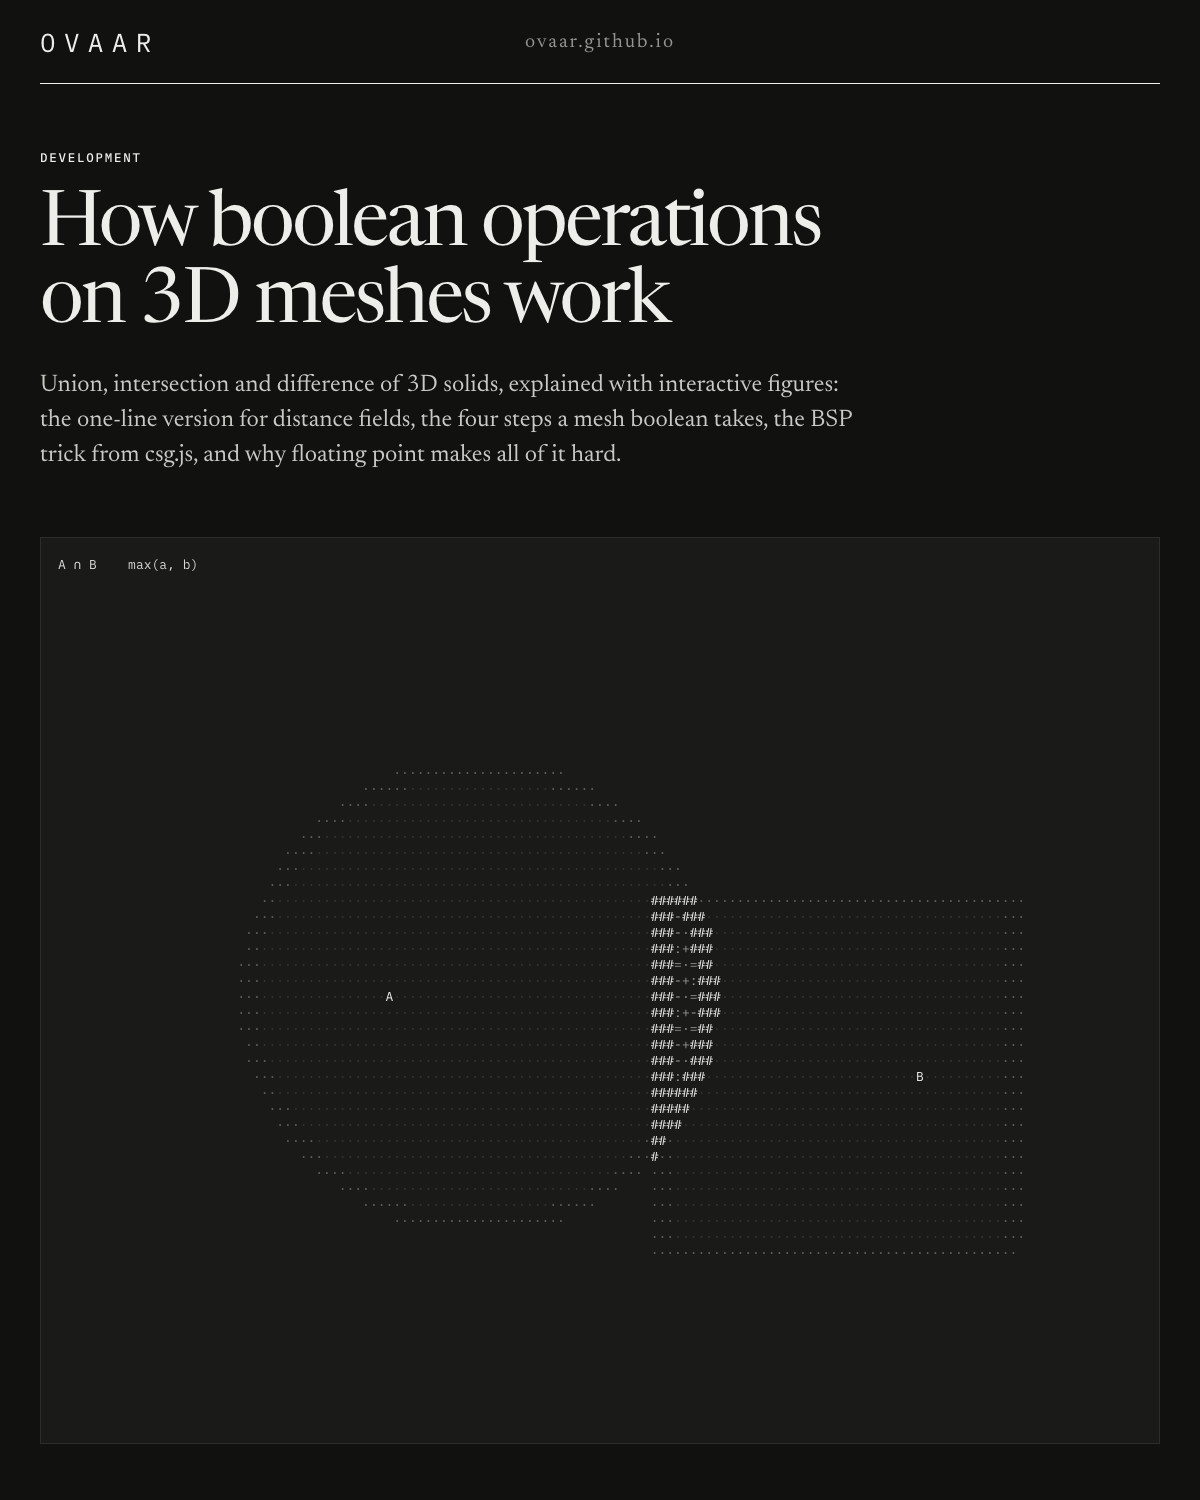 OVAAR
ovaar.github.io
DEVELOPMENT
How boolean operations
on 3D meshes work
Union, intersection and difference of 3D solids, explained with interactive figures:
the one-line version for distance fields, the four steps a mesh boolean takes, the BSP
trick from csg.js, and why floating point makes all of it hard.
A ∩ B max(a, b)
######
###-###
###-·###
###:+###
###=·=##
###-+:###
A ###-·=###
###:+-###
###=·=##
###-+###
###-·###
###:### B
######
#####
####
##
#